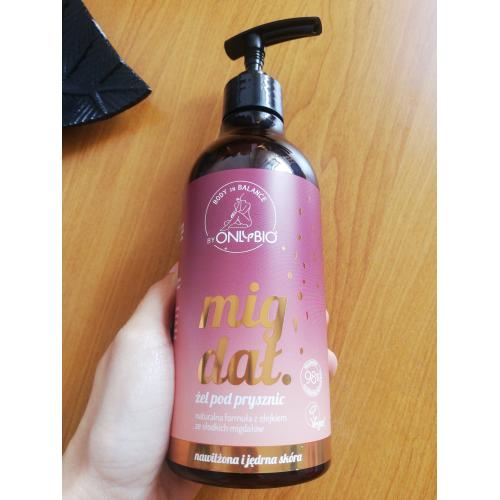 BODY in BALANCE
BY ONLYBIO
mig
dał.
żel pod prysznic
naturalna formuła z olejkiem
ze słodkich migdałów
98%
Vegan
nawilżona i jędrna skóra